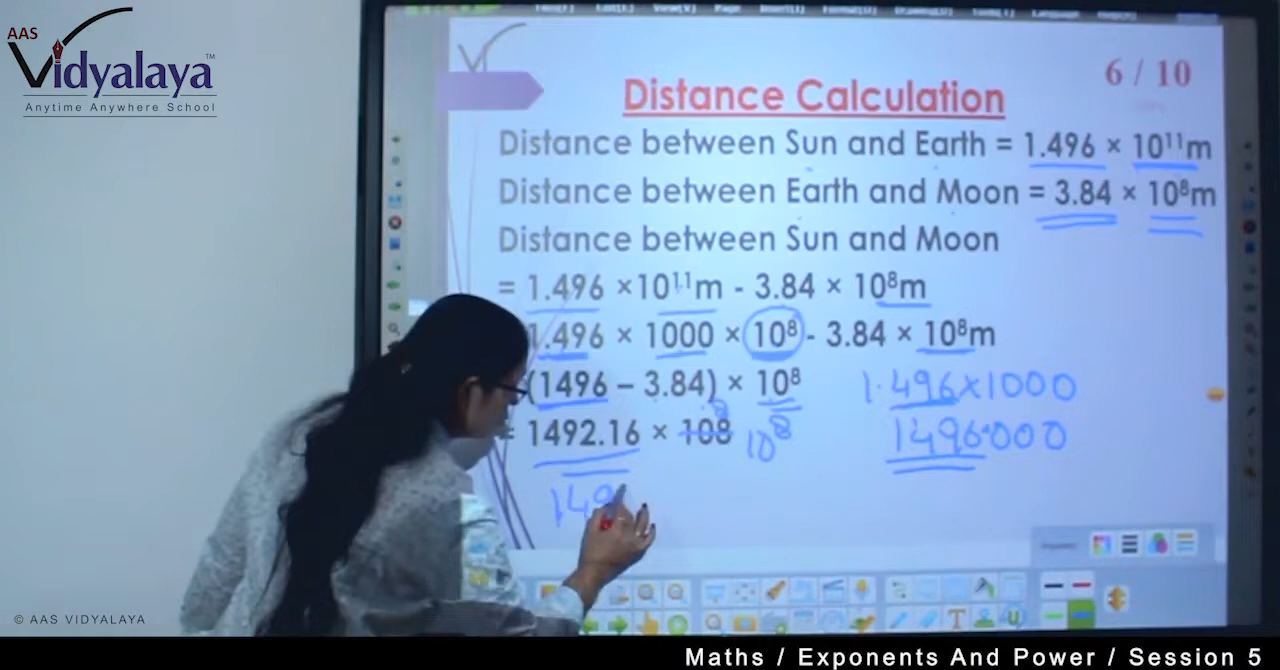 AAS
Vidyalaya™
Anytime Anywhere School
6 / 10
Distance Calculation
Distance between Sun and Earth = 1.496 × 10¹¹m
Distance between Earth and Moon = 3.84 × 10⁸m
Distance between Sun and Moon
= 1.496 ×10¹¹m - 3.84 × 10⁸m
1.496 × 1000 × 10⁸ - 3.84 × 10⁸m
(1496 – 3.84) × 10⁸ 1.496×1000
= 1492.16 × 108 8 10⁸ 1496.000
149
© AAS VIDYALAYA
Maths / Exponents And Power / Session 5